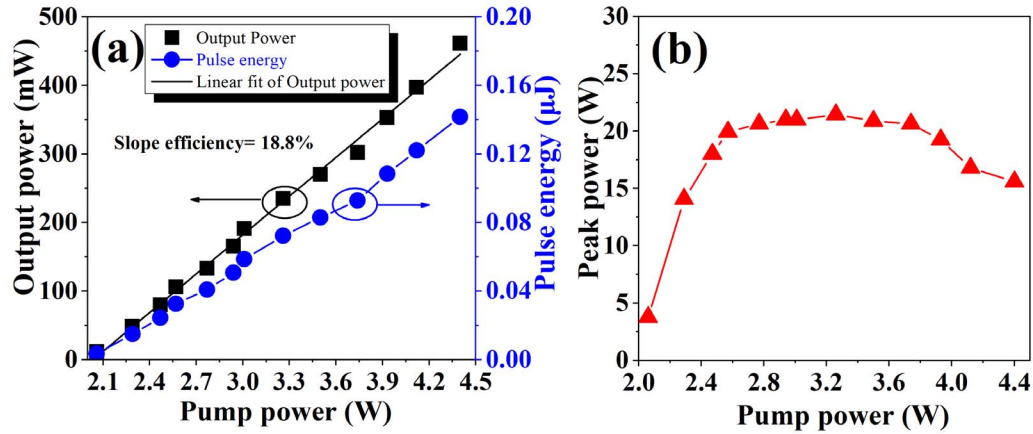 (a)
Output Power
Pulse energy
Linear fit of Output power
Slope efficiency= 18.8%
Output power (mW)
500
400
300
200
100
0
2.1 2.4 2.7 3.0 3.3 3.6 3.9 4.2 4.5
Pump power (W)
0.20
0.16
0.12
0.08
0.04
0.00
Pulse energy (μJ)
(b)
Peak power (W)
30
25
20
15
10
5
0
2.0 2.4 2.8 3.2 3.6 4.0 4.4
Pump power (W)